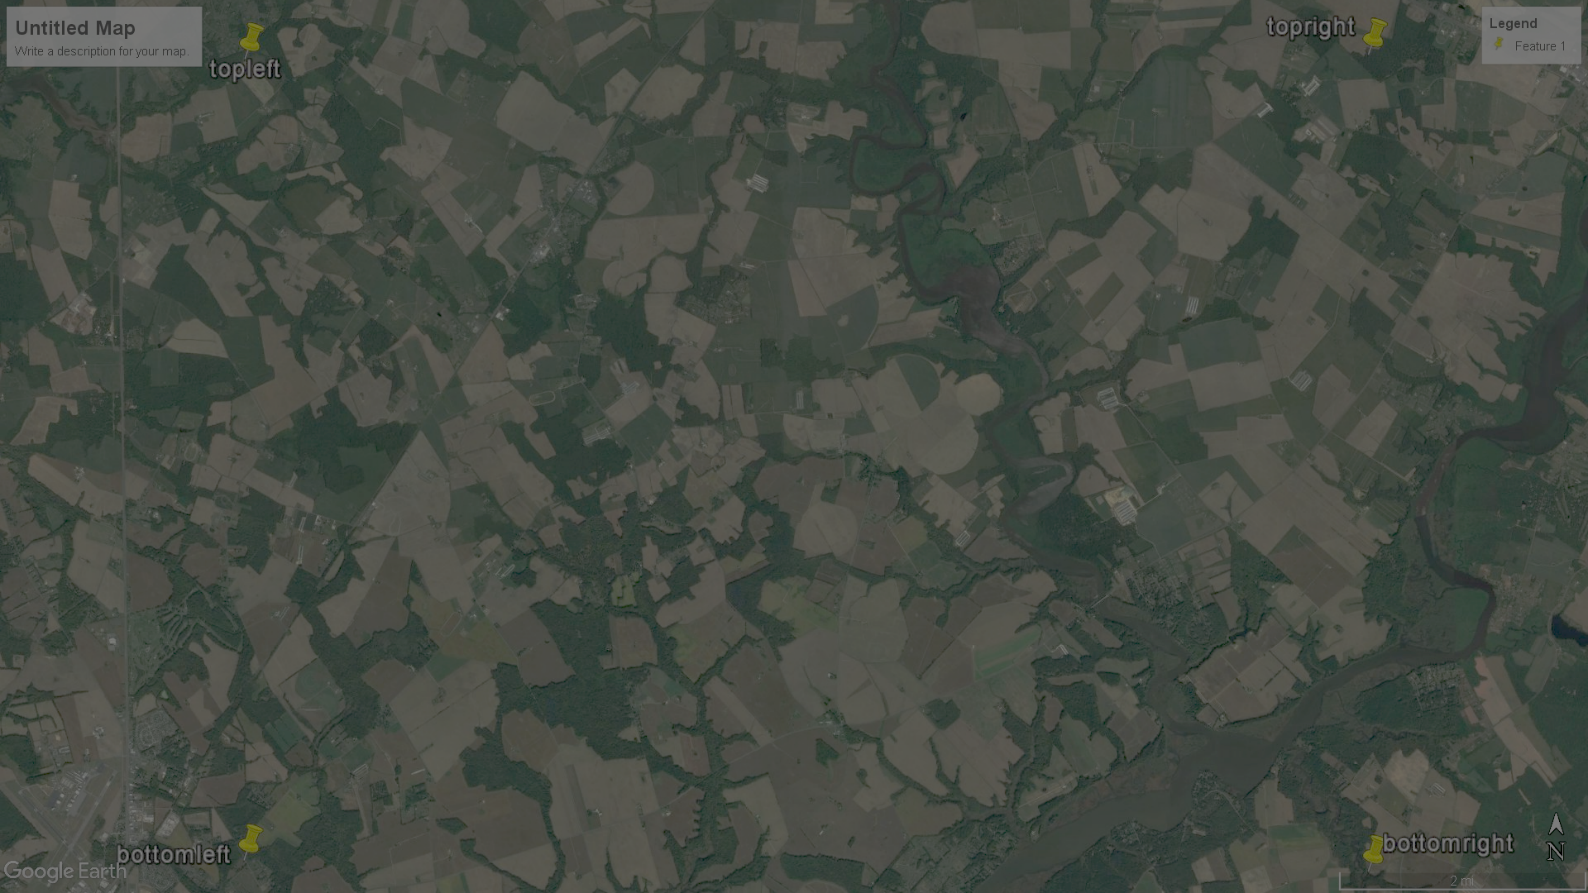 Untitled Map
Write a description for your map.
topleft
topright
Legend
Feature 1
bottomleft
bottomright
Google Earth
N
2 mi